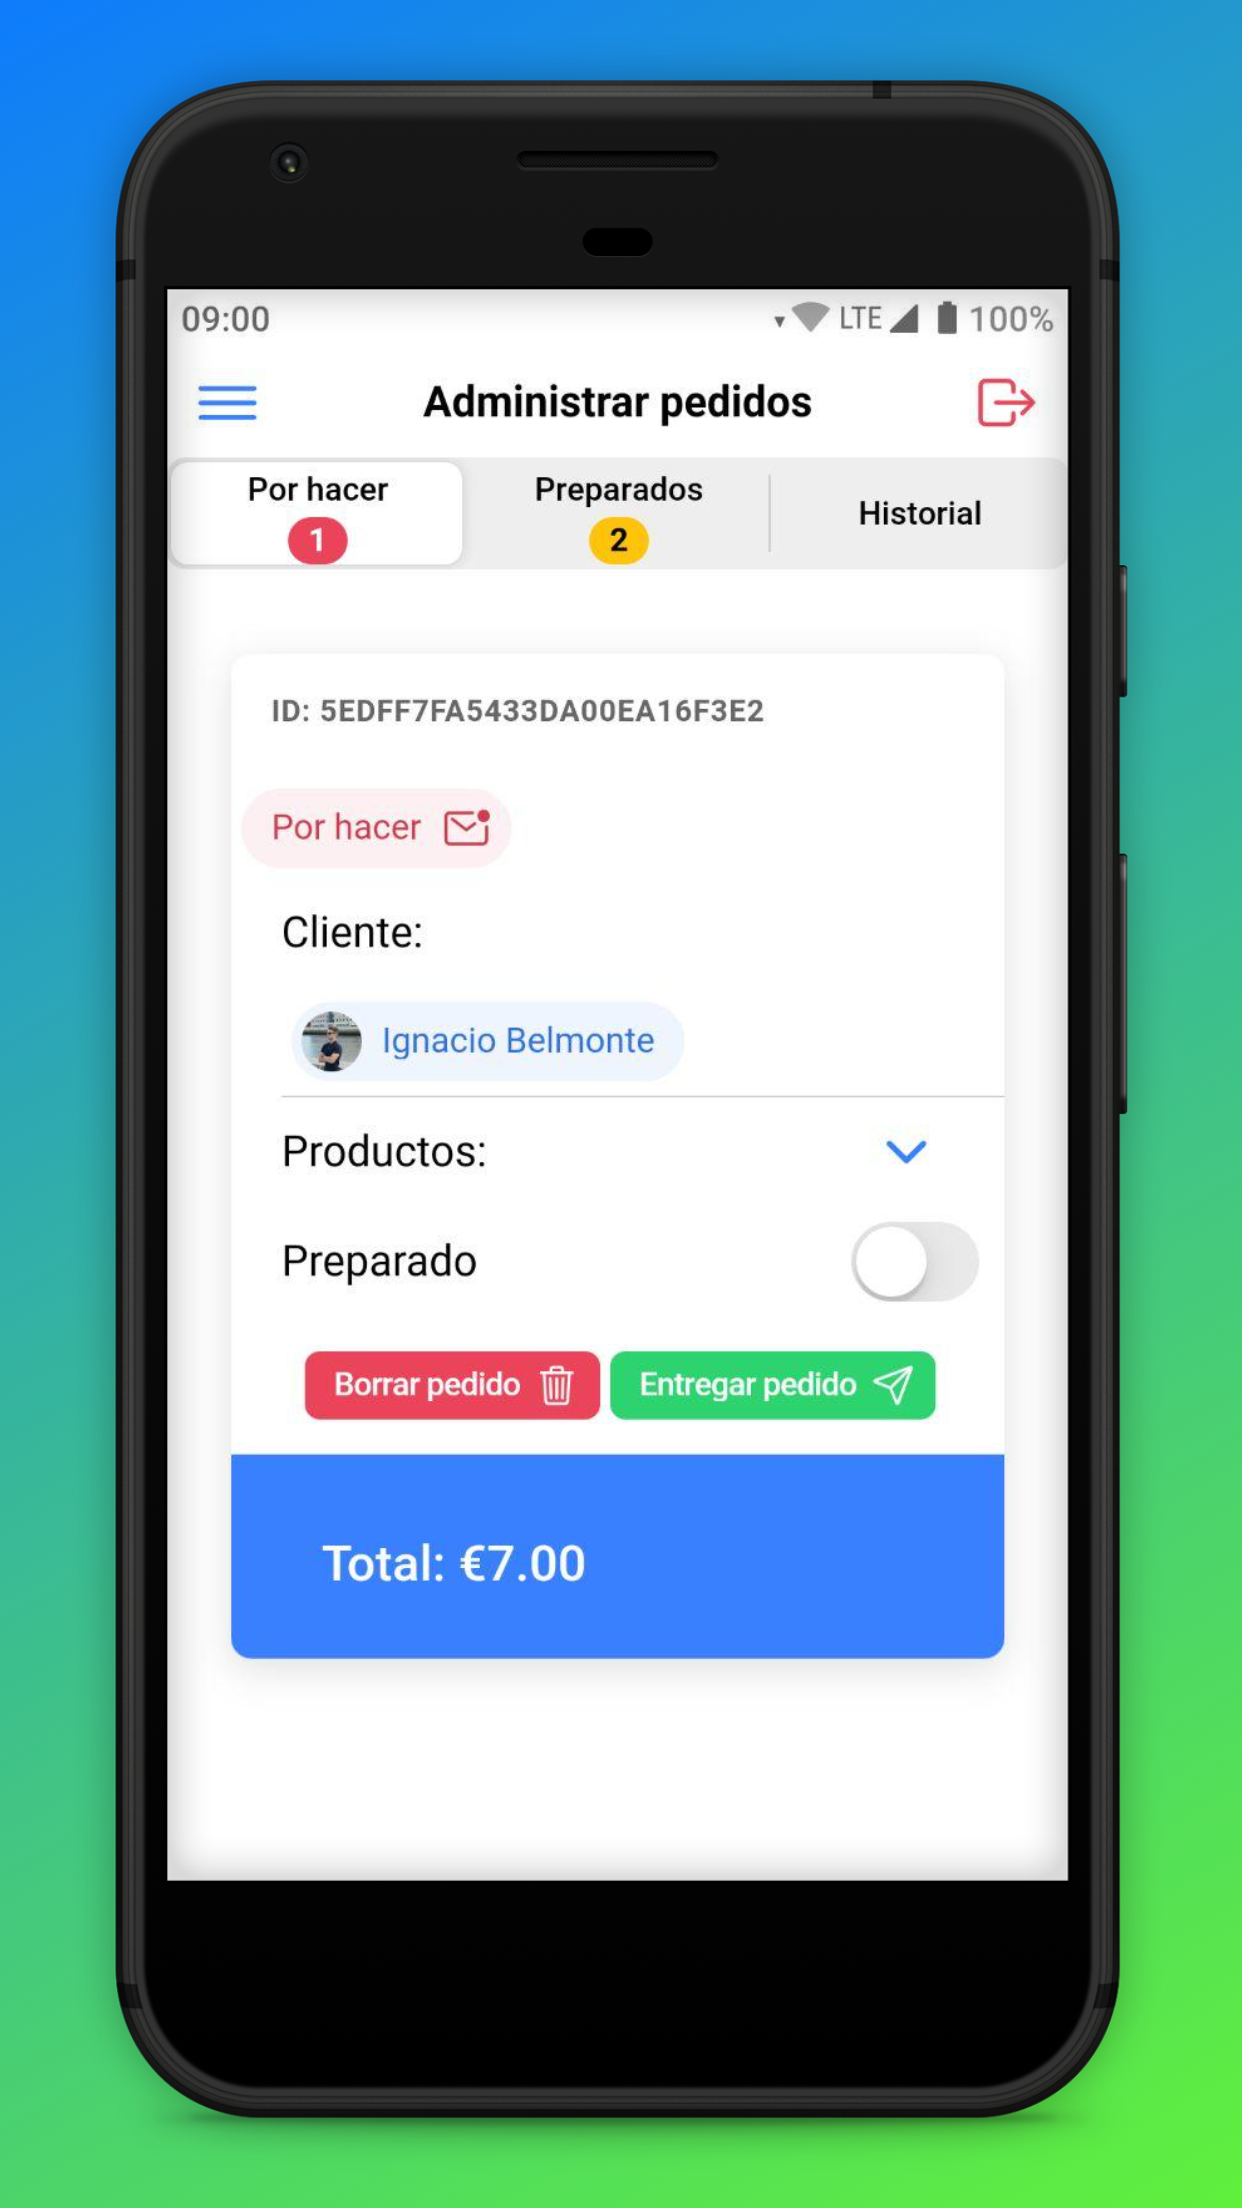 09:00 LTE 100%
Administrar pedidos
Por hacer
1
Preparados
2
Historial
ID: 5EDFF7FA5433DA00EA16F3E2
Por hacer
Cliente:
Ignacio Belmonte
Productos:
Preparado
Borrar pedido
Entregar pedido
Total: €7.00